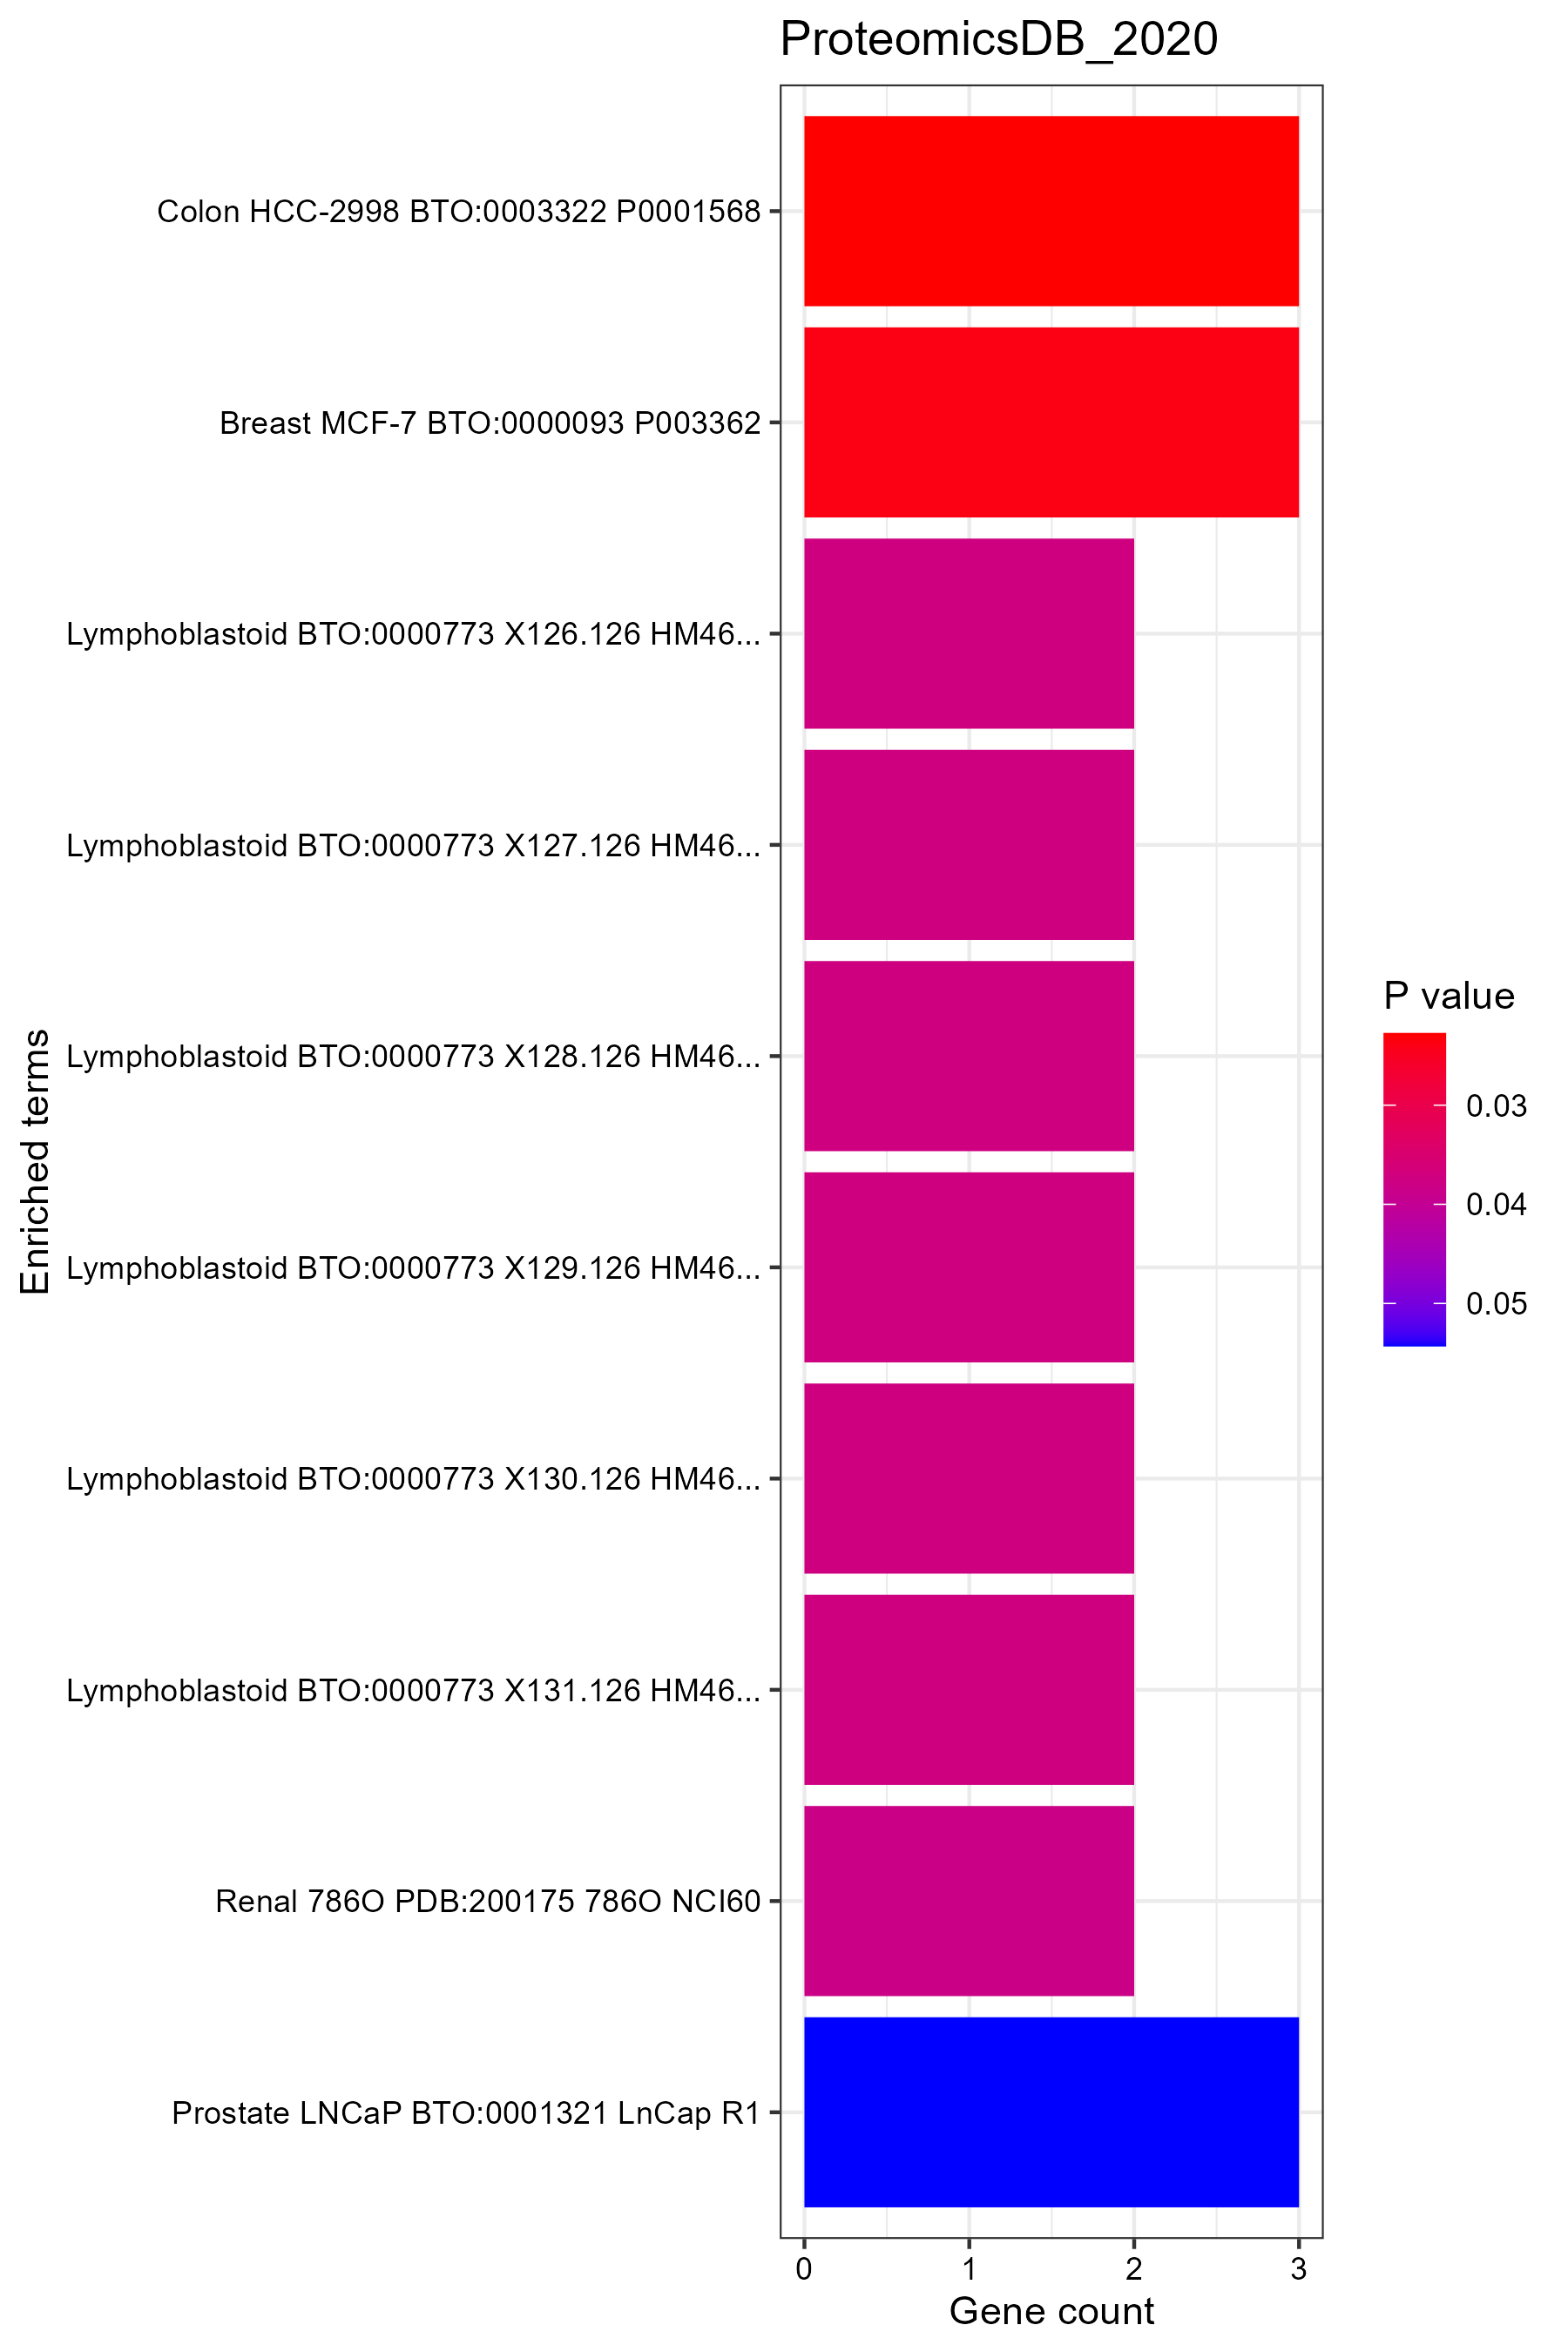 ProteomicsDB_2020
Colon HCC-2998 BTO:0003322 P0001568
Breast MCF-7 BTO:0000093 P003362
Lymphoblastoid BTO:0000773 X126.126 HM46...
Lymphoblastoid BTO:0000773 X127.126 HM46...
Lymphoblastoid BTO:0000773 X128.126 HM46...
Lymphoblastoid BTO:0000773 X129.126 HM46...
Lymphoblastoid BTO:0000773 X130.126 HM46...
Lymphoblastoid BTO:0000773 X131.126 HM46...
Renal 786O PDB:200175 786O NCI60
Prostate LNCaP BTO:0001321 LnCap R1
Enriched terms
0 1 2 3
Gene count
P value
0.03
0.04
0.05